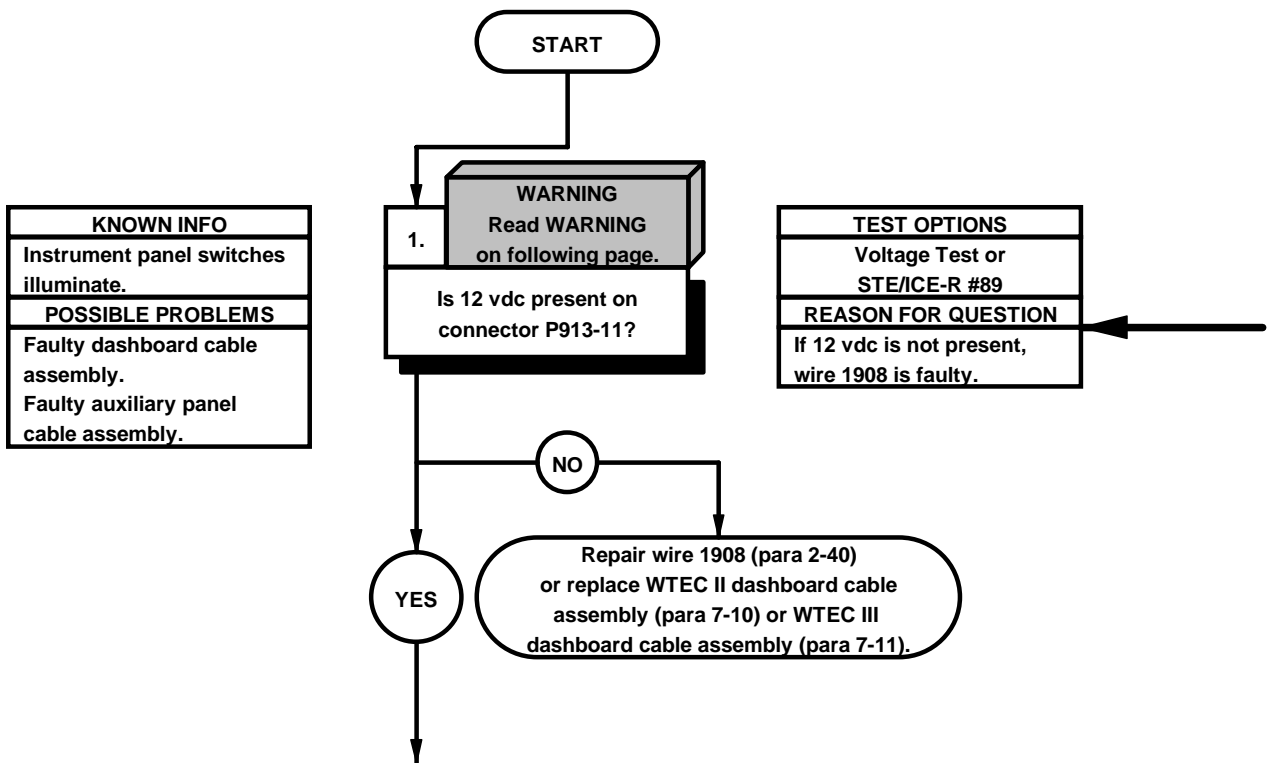 START
KNOWN INFO
Instrument panel switches
illuminate.
POSSIBLE PROBLEMS
Faulty dashboard cable
assembly.
Faulty auxiliary panel
cable assembly.
1.
WARNING
Read WARNING
on following page.
Is 12 vdc present on
connector P913-11?
TEST OPTIONS
Voltage Test or
STE/ICE-R #89
REASON FOR QUESTION
If 12 vdc is not present,
wire 1908 is faulty.
NO
YES
Repair wire 1908 (para 2-40)
or replace WTEC II dashboard cable
assembly (para 7-10) or WTEC III
dashboard cable assembly (para 7-11).